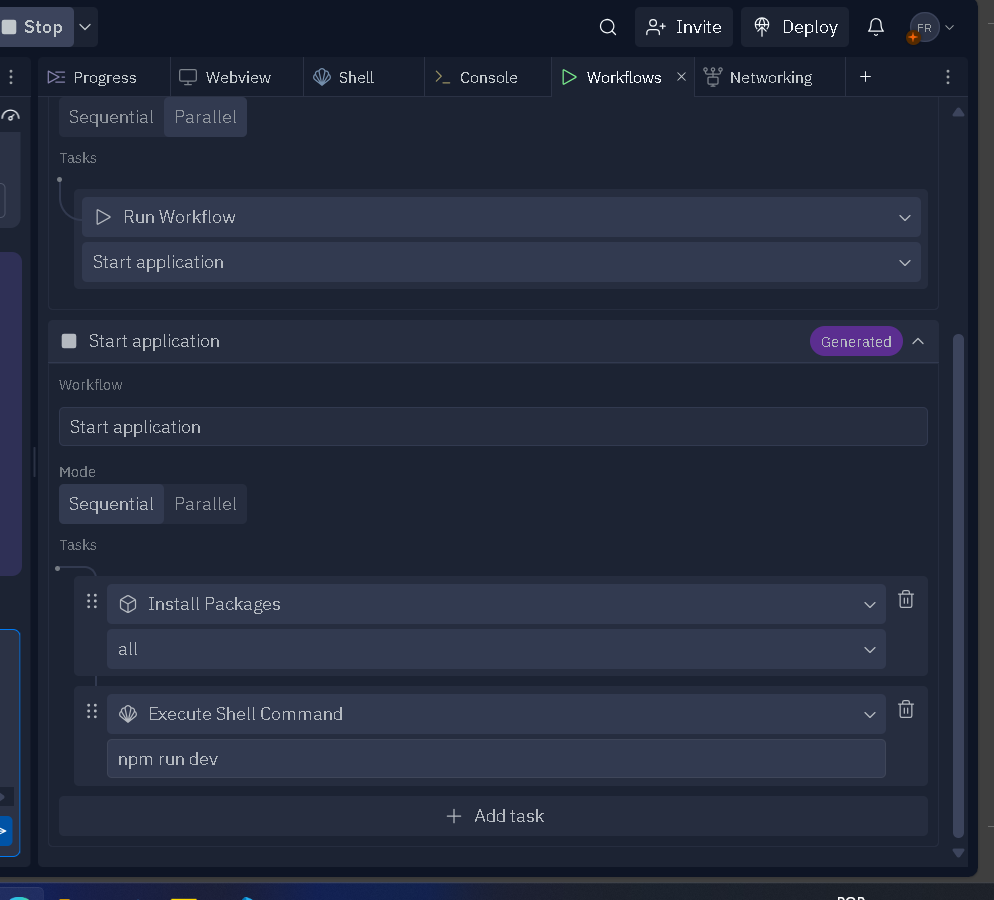 Stop
Invite
Deploy
FR
Progress
Webview
Shell
Console
Workflows
Networking
Sequential
Parallel
Tasks
Run Workflow
Start application
Start application
Generated
Workflow
Start application
Mode
Sequential
Parallel
Tasks
Install Packages
all
Execute Shell Command
npm run dev
Add task